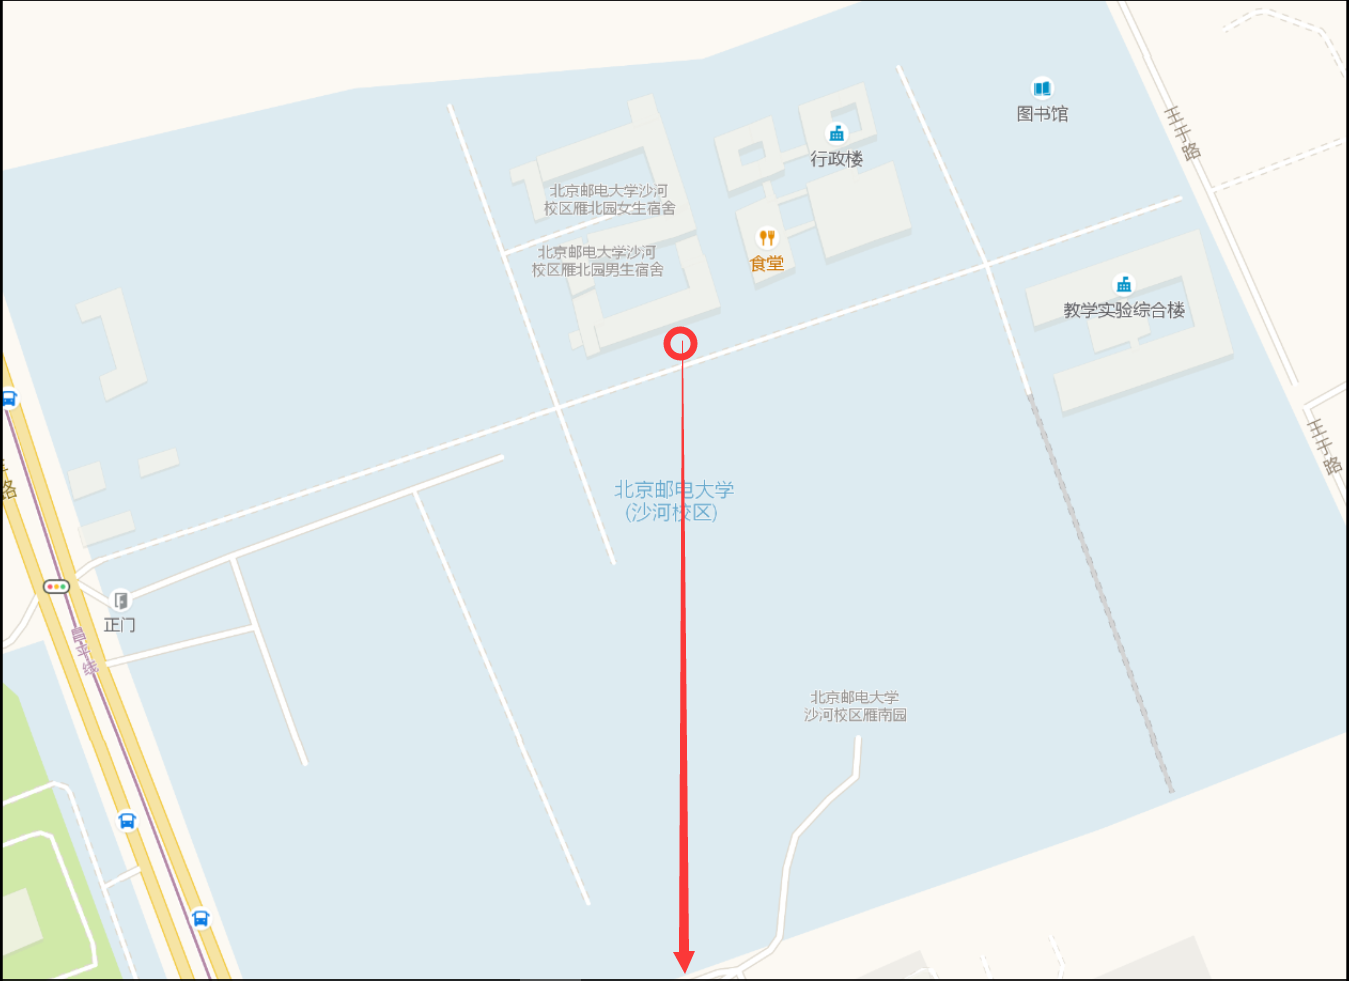 图书馆
王于路
行政楼
北京邮电大学沙河
校区雁北园女生宿舍
北京邮电大学沙河
校区雁北园男生宿舍
食堂
教学实验综合楼
王于路
路
北京邮电大学
(沙河校区)
正门
昌平线
北京邮电大学
沙河校区雁南园